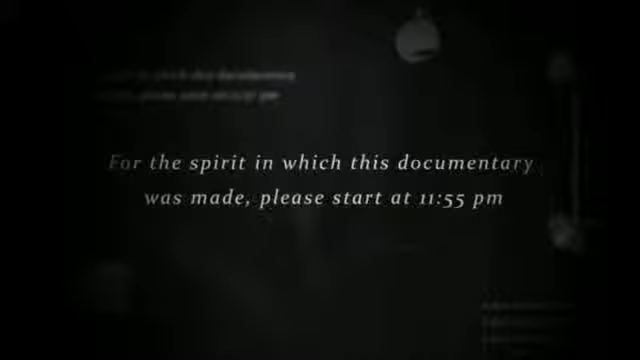 For the spirit in which this documentary
was made, please start at 11:55 pm